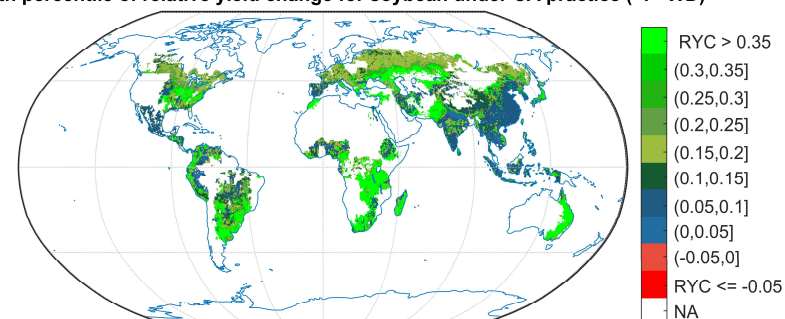 percentile of relative yield change for soybean under
RYC > 0.35
(0.3,0.35]
(0.25,0.3]
(0.2,0.25]
(0.15,0.2]
(0.1,0.15]
(0.05,0.1]
(0,0.05]
(-0.05,0]
RYC <= -0.05
NA